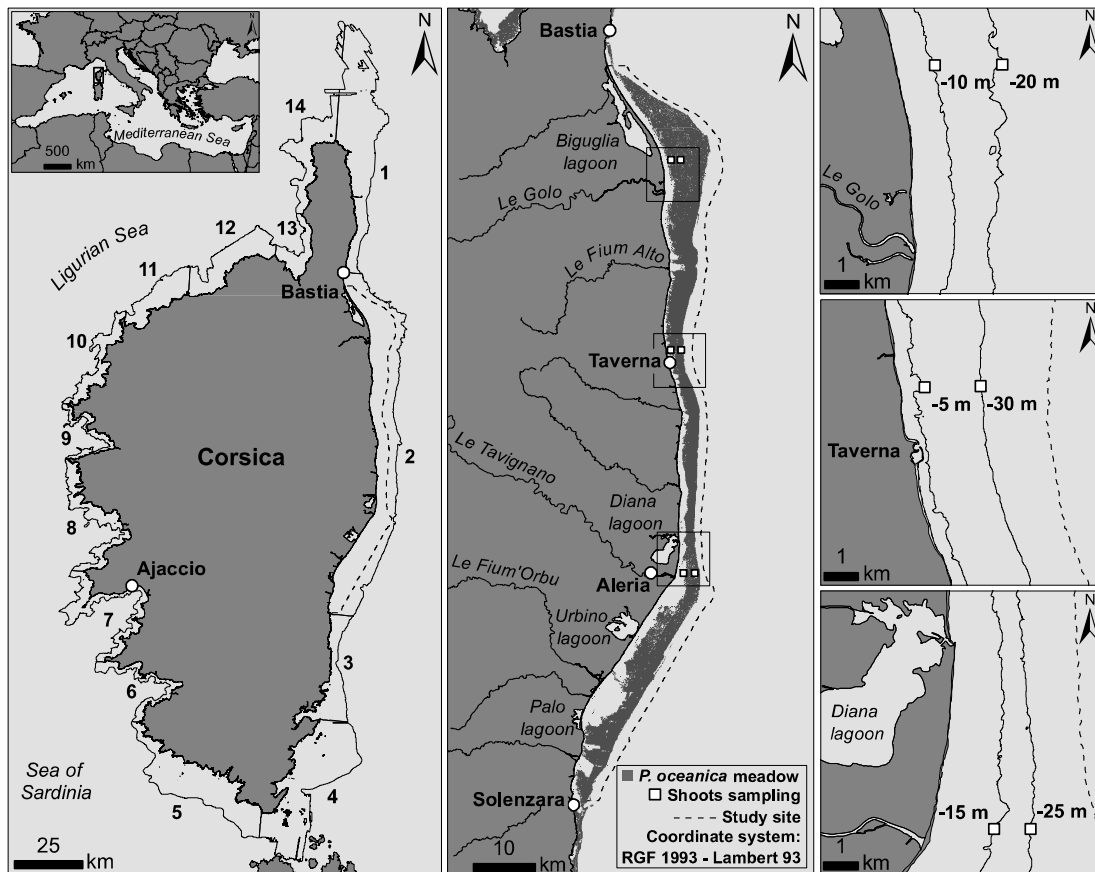 N
Mediterranean Sea
500
km
N
14
1
13
12
Ligurian Sea
11
Bastia
10
9
Corsica
2
8
Ajaccio
7
3
6
Sea of
Sardinia
4
5
25
km
N
Bastia
Biguglia
lagoon
Le Golo
Le Fium Alto
Taverna
Le Tavignano
Diana
lagoon
Le Fium'Orbu
Aleria
Urbino
lagoon
Palo
lagoon
Solenzara
P. oceanica meadow
Shoots sampling
Study site
Coordinate system:
RGF 1993 - Lambert 93
10
km
N
-10 m
-20 m
Le Golo
1
km
N
-5 m
-30 m
Taverna
1
km
N
Diana
lagoon
-15 m
-25 m
1
km